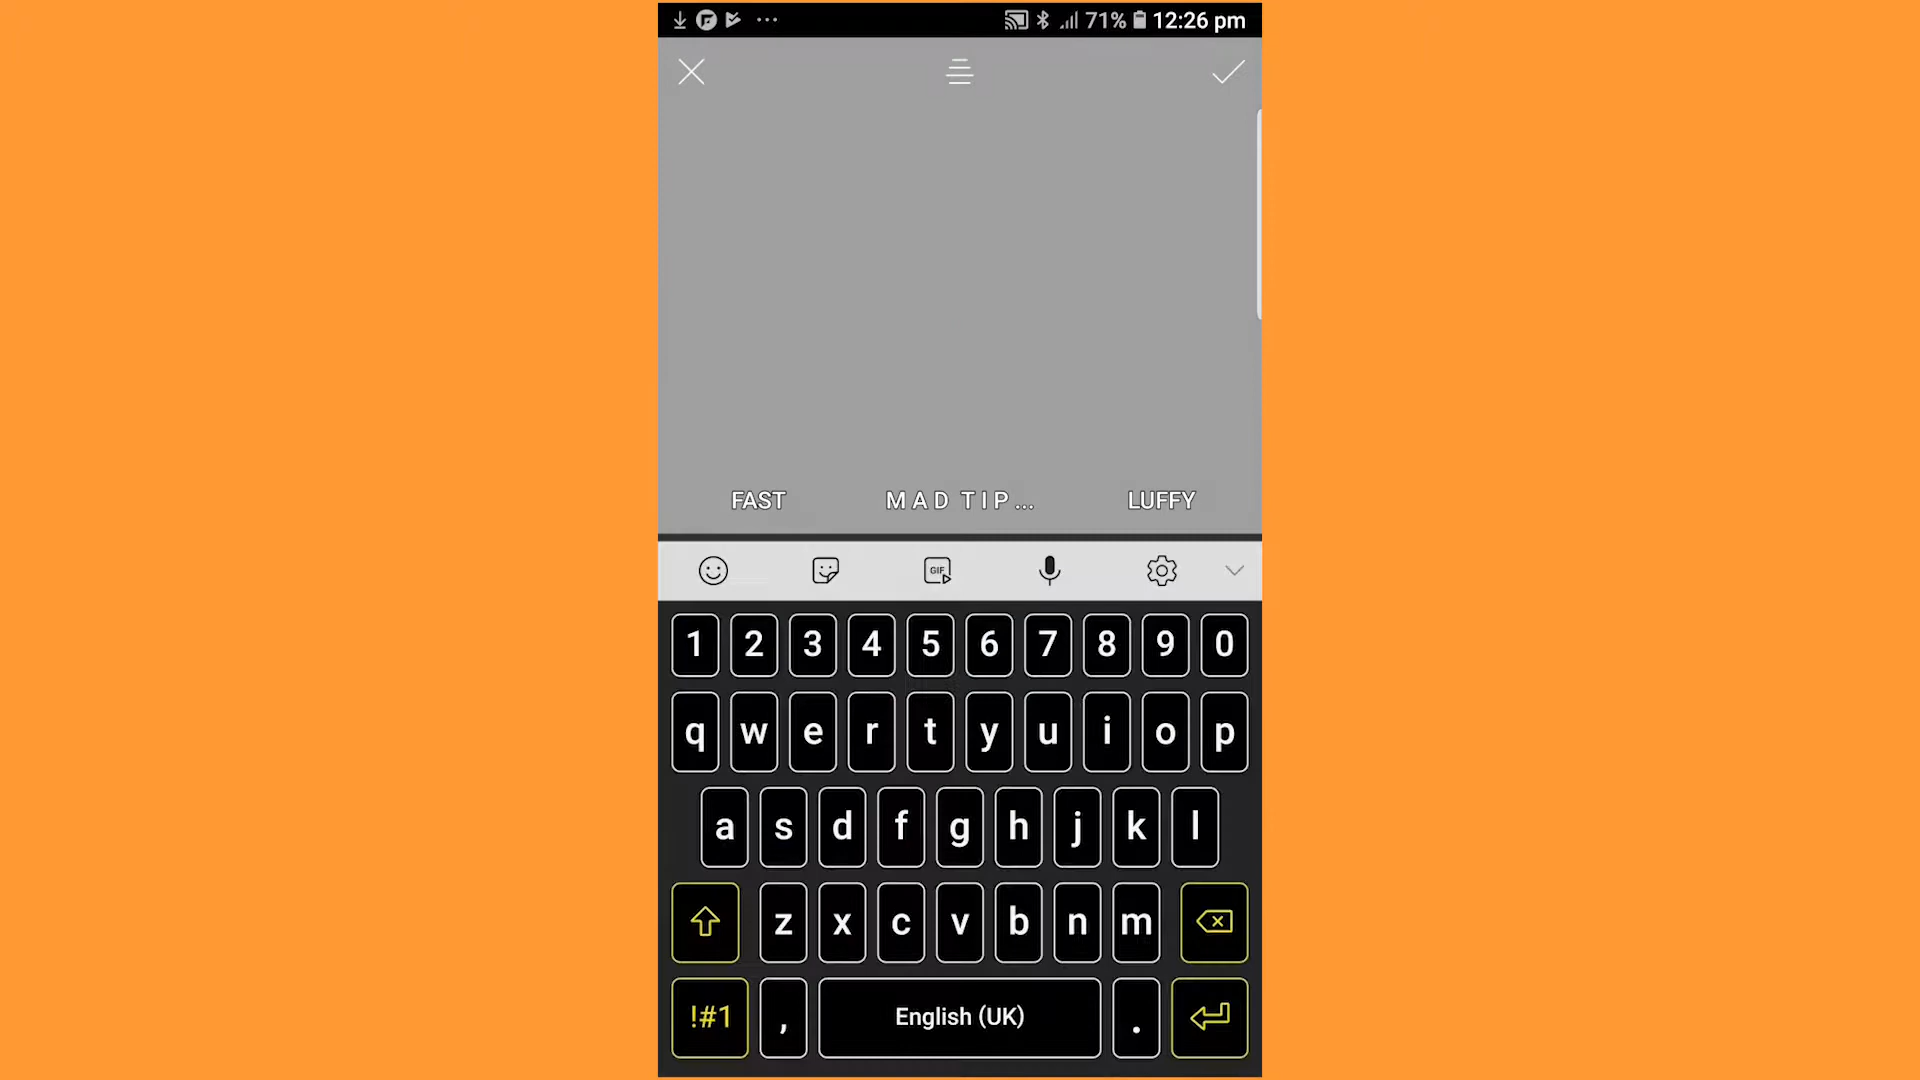 71% 12:26 pm
FAST M A D T I P ... LUFFY
GIF
1 2 3 4 5 6 7 8 9 0
q w e r t y u i o p
a s d f g h j k l
z x c v b n m
!#1 , English (UK) .